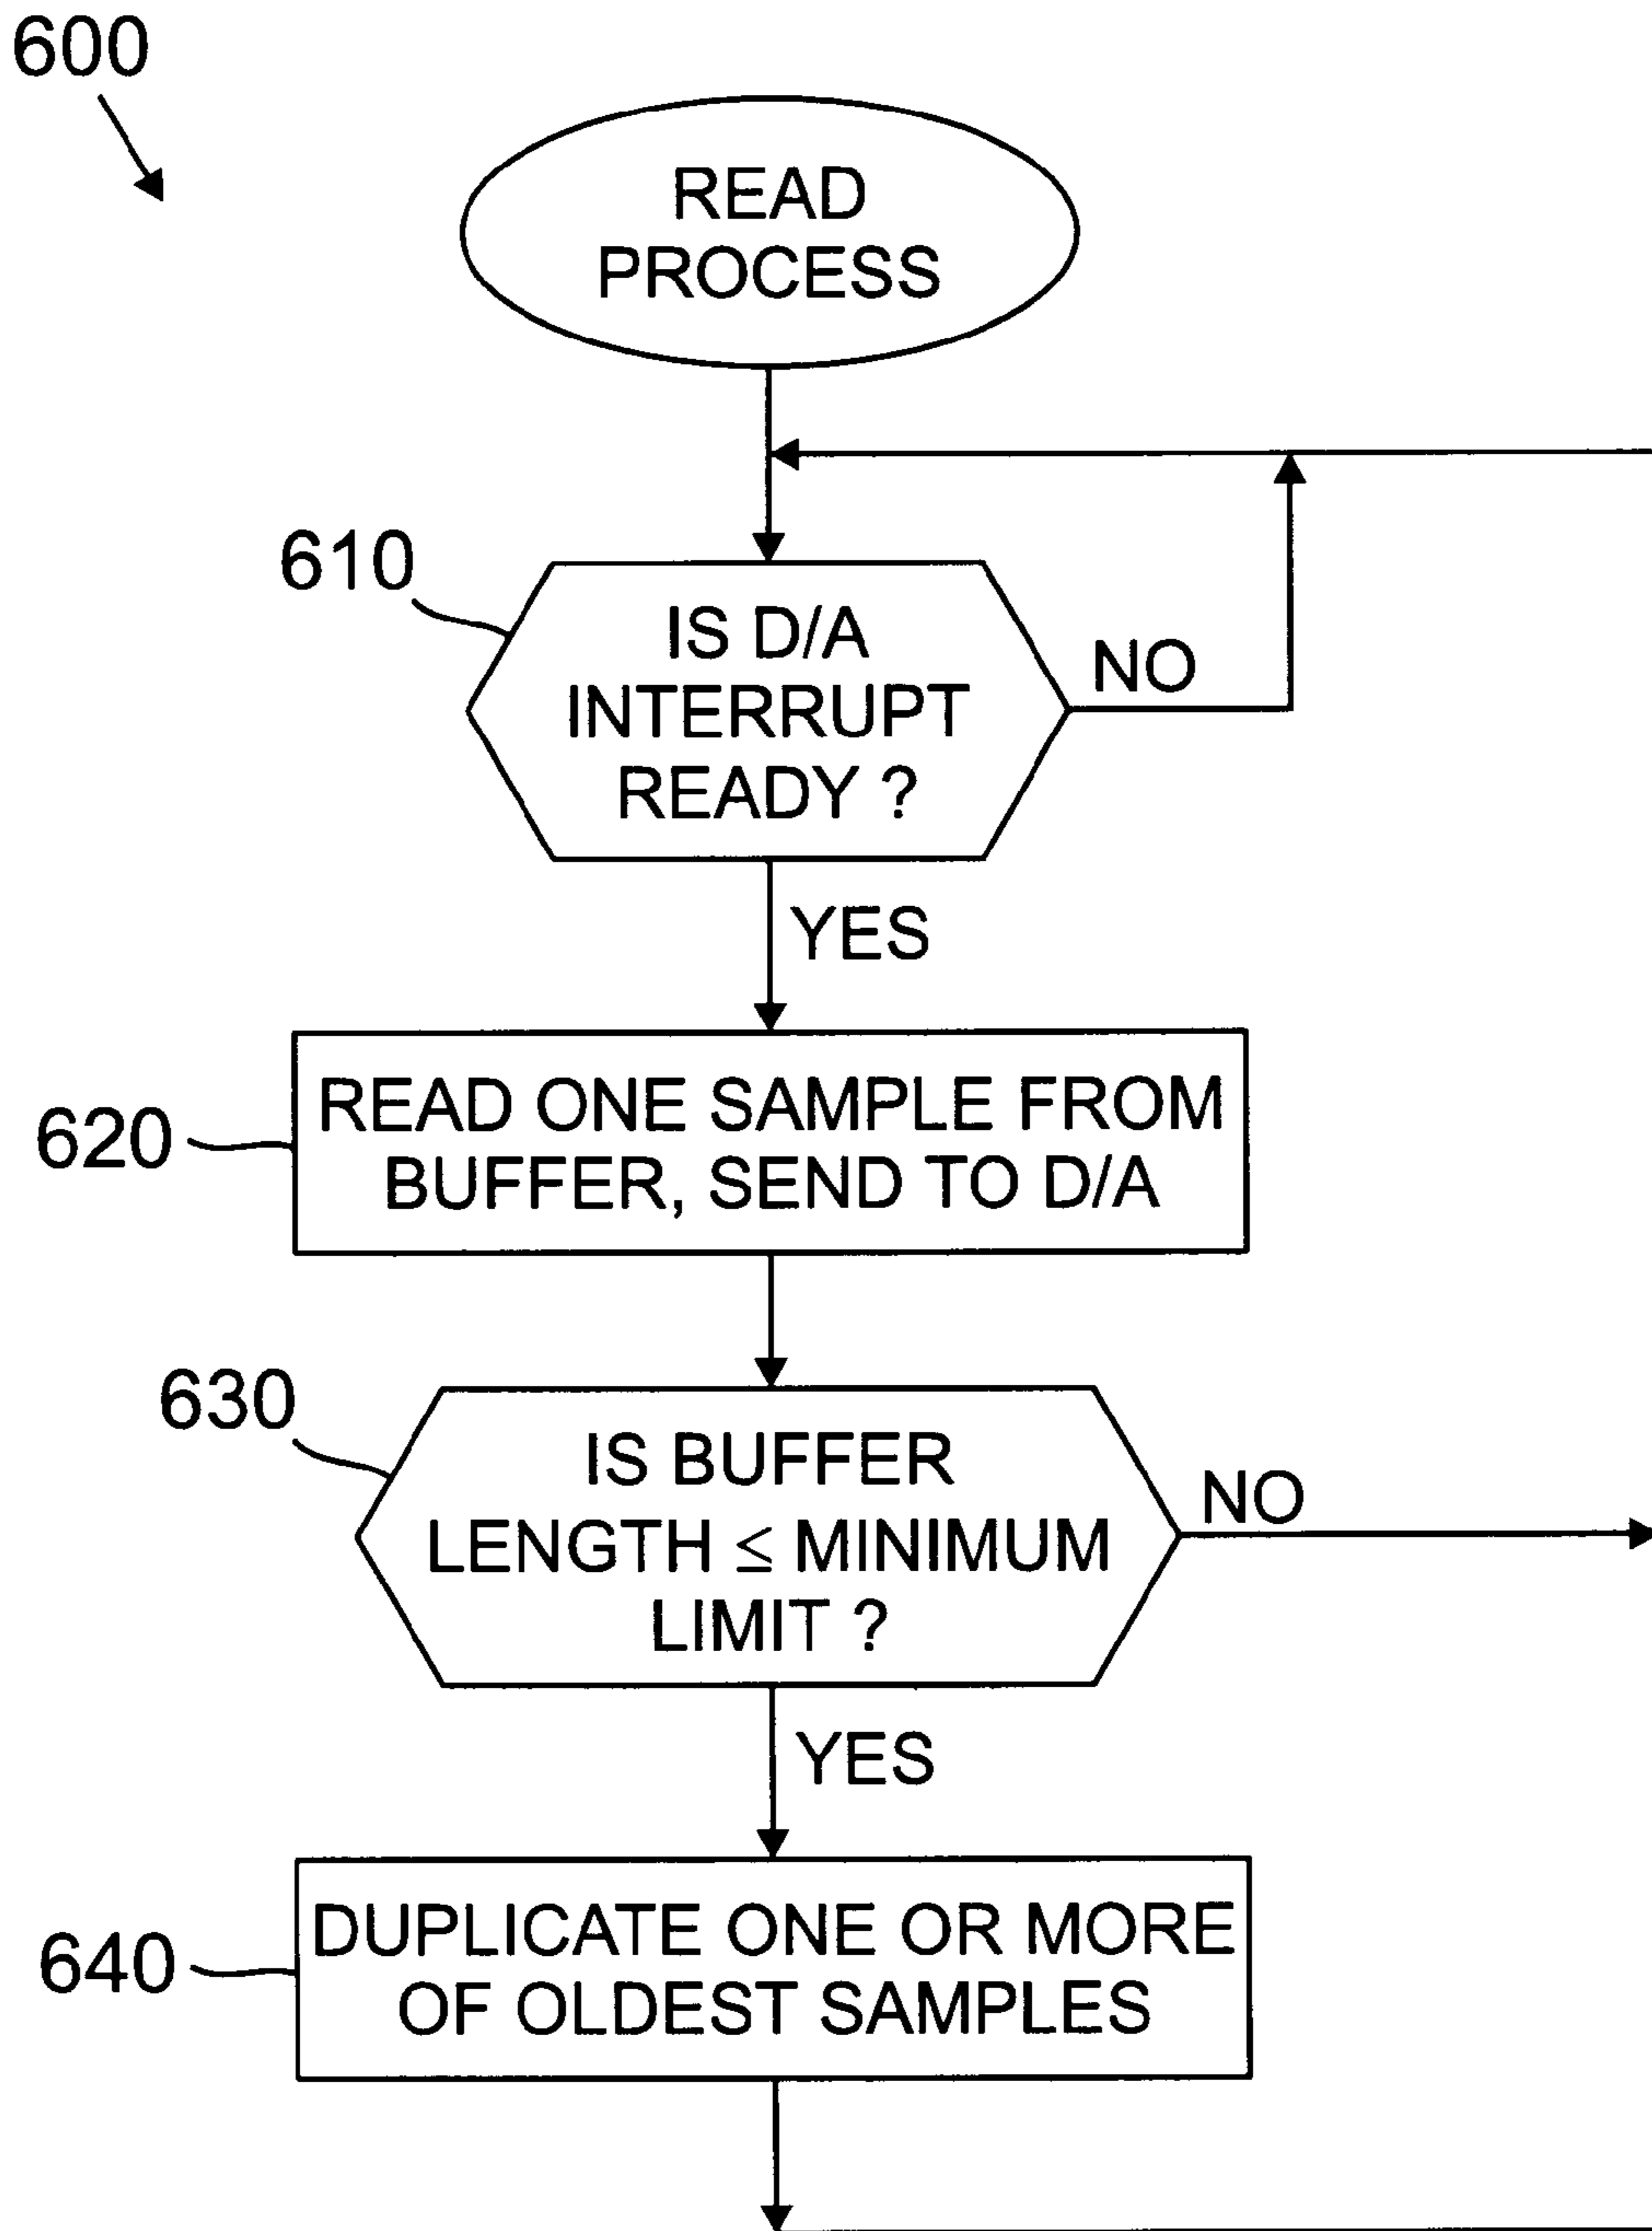 600
READ
PROCESS
610
IS D/A
INTERRUPT
READY ?
NO
YES
620
READ ONE SAMPLE FROM
BUFFER, SEND TO D/A
630
IS BUFFER
LENGTH ≤ MINIMUM
LIMIT ?
NO
YES
640
DUPLICATE ONE OR MORE
OF OLDEST SAMPLES